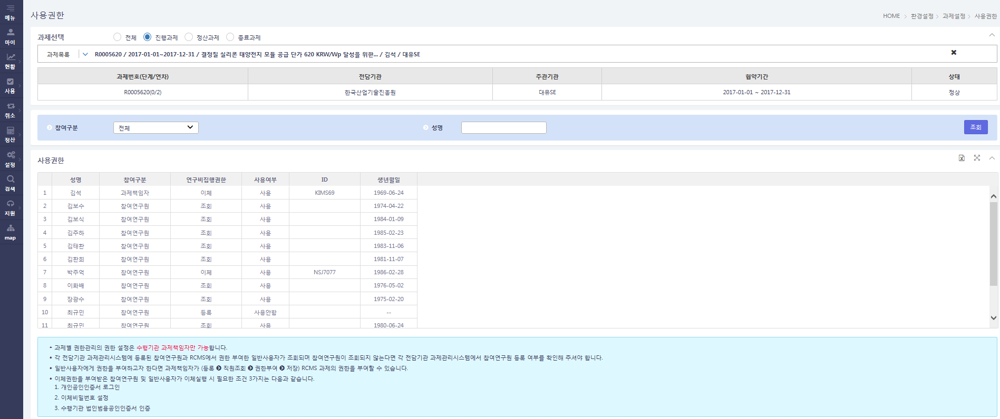 메뉴
마이
현황
사용
취소
정산
설정
검색
지원
map
사용권한
HOME > 환경설정 > 과제설정 > 사용권한
과제선택 전체 진행과제 정산과제 종료과제
과제목록 R0005620 / 2017-01-01~2017-12-31 / 결정질 실리콘 태양전지 모듈 공급 단가 620 KRW/Wp 달성을 위한... / 김석 / 대유SE
과제번호(단계/연차) 전담기관 주관기관 협약기간 상태
R0005620(0/2) 한국산업기술진흥원 대유SE 2017-01-01 ~ 2017-12-31 정상
참여구분 전체 성명 조회
사용권한
성명 참여구분 연구비집행권한 사용여부 ID 생년월일
1 김석 과제책임자 이체 사용 KIMS69 1969-06-24
2 김보수 참여연구원 조회 사용 1974-04-22
3 김보식 참여연구원 조회 사용 1984-01-09
4 김주하 참여연구원 조회 사용 1985-02-23
5 김태환 참여연구원 조회 사용 1983-11-06
6 김환희 참여연구원 조회 사용 1981-11-07
7 박주억 참여연구원 이체 사용 NSJ7077 1986-02-28
8 이화배 참여연구원 조회 사용 1976-05-02
9 장광수 참여연구원 조회 사용 1975-02-20
10 최규민 참여연구원 등록 사용안함 --
11 최규민 참여연구원 조회 사용 1980-06-24
• 과제별 권한관리의 권한 설정은 수행기관 과제책임자만 가능합니다.
• 각 전담기관 과제관리시스템에 등록된 참여연구원과 RCMS에서 권한 부여한 일반사용자가 조회되며 참여연구원이 조회되지 않는다면 각 전담기관 과제관리시스템에서 참여연구원 등록 여부를 확인해 주셔야 합니다.
• 일반사용자에게 권한을 부여하고자 한다면 과제책임자가 (등록 > 직원조회 > 권한부여 > 저장) RCMS 과제의 권한을 부여할 수 있습니다.
• 이체권한을 부여받은 참여연구원 및 일반사용자가 이체실행 시 필요한 조건 3가지는 다음과 같습니다.
1. 개인공인인증서 로그인
2. 이체비밀번호 설정
3. 수행기관 법인범용공인인증서 인증